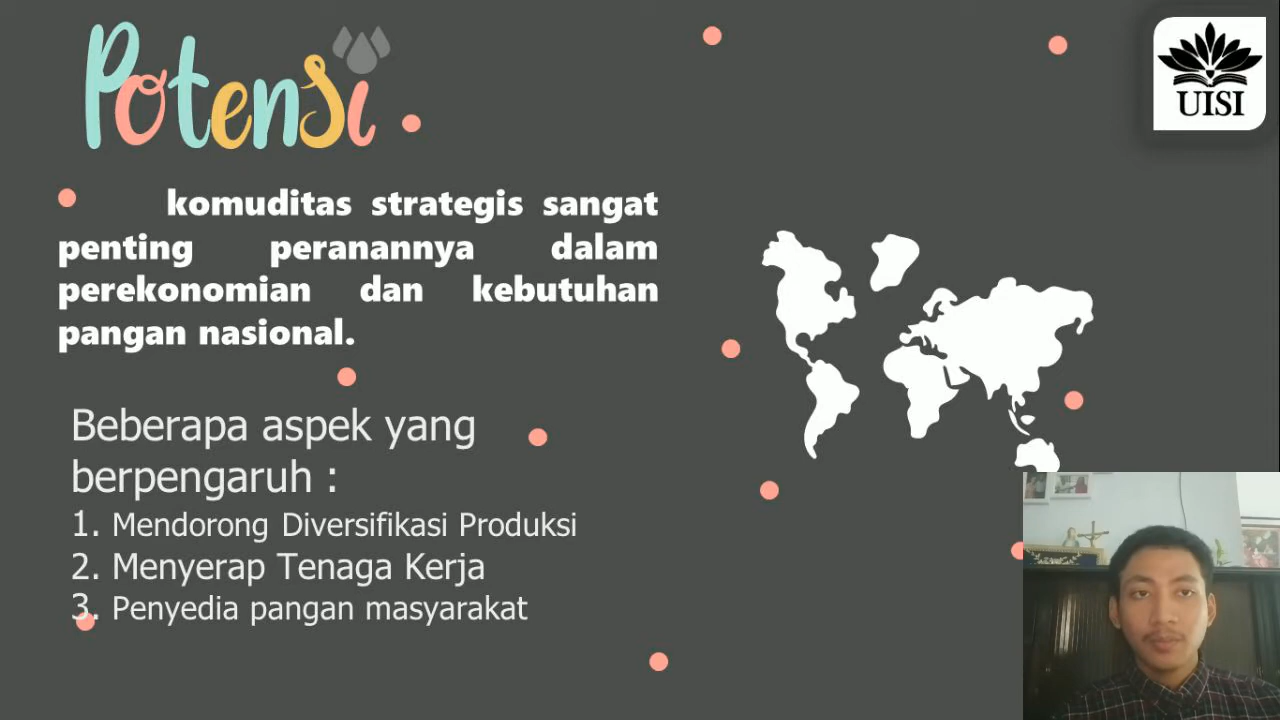 Potensi
UISI
komuditas strategis sangat
penting peranannya dalam
perekonomian dan kebutuhan
pangan nasional.
Beberapa aspek yang
berpengaruh :
1. Mendorong Diversifikasi Produksi
2. Menyerap Tenaga Kerja
3. Penyedia pangan masyarakat